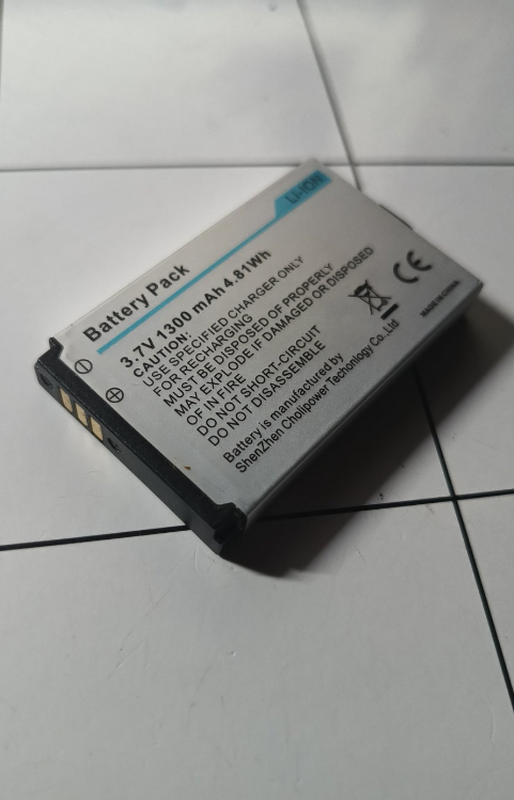 LI-ION
Battery Pack
3.7V 1300 mAh 4.81Wh
CAUTION:
USE SPECIFIED CHARGER ONLY
FOR RECHARGING
MUST BE DISPOSED OF PROPERLY
MAY EXPLODE IF DAMAGED OR DISPOSED
OF IN FIRE
DO NOT SHORT-CIRCUIT
DO NOT DISASSEMBLE
Battery is manufactured by
ShenZhen Cholipower Techonlogy Co.,Ltd
CE
MADE IN CHINA